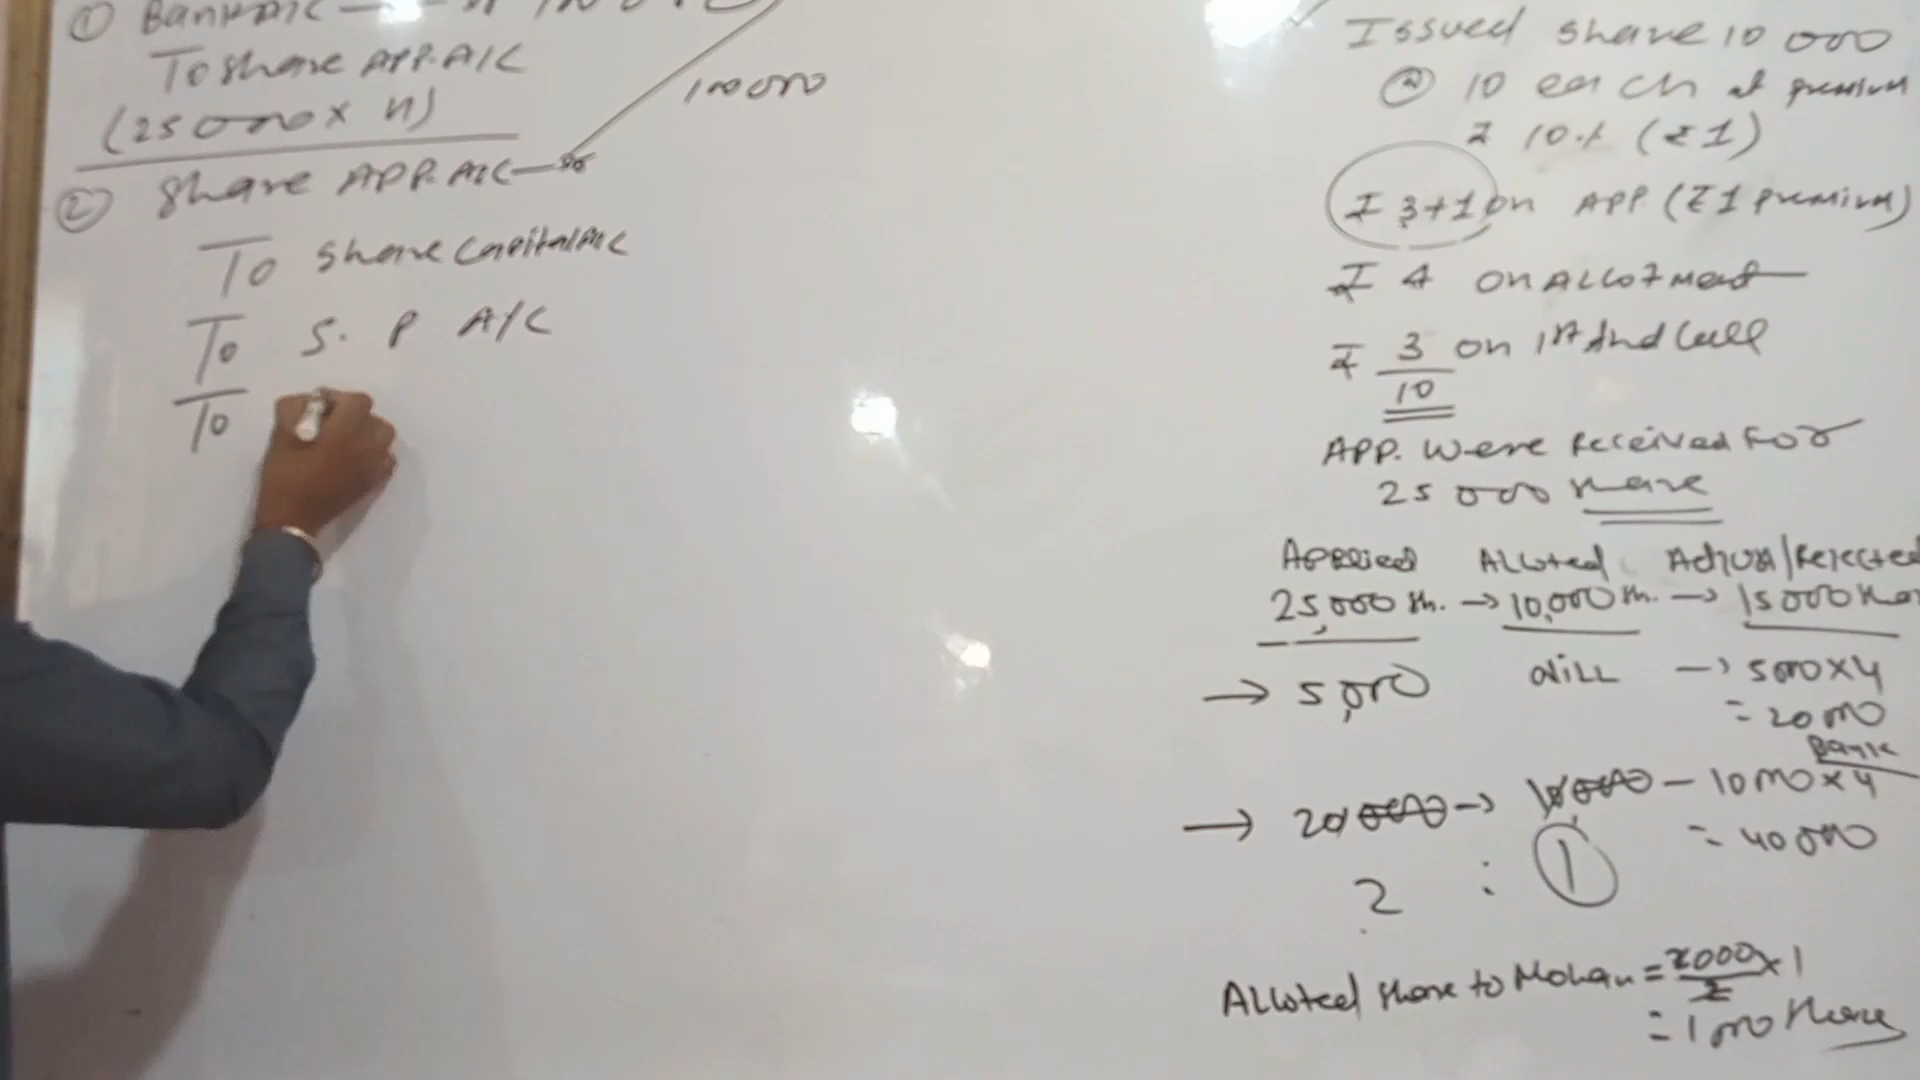 ① Bank A/C —
To Share APP. A/C
(25000 × 4)
100000
② Share APP. A/C —
To Share Capital A/C
To S. P A/C
To
Issued Share 10 000
@ 10 each at premium
₹ 10% (₹1)
₹ 3+1 on APP (₹1 Premium)
₹ 4 on Allotment
₹ 3 on 1st And Call
10
APP. Were Received For
25 000 Share
Applied Alloted /Rejected
25,000 Sh. → 10,000 Sh. → 15000
→ 5,000 Nill → 5000×4
= 20000
Bank
→ 20000 → 10000 – 10000×4
= 40000
2 : ①
Alloted Share to Mohan = 2000/2 × 1
= 1000 Share